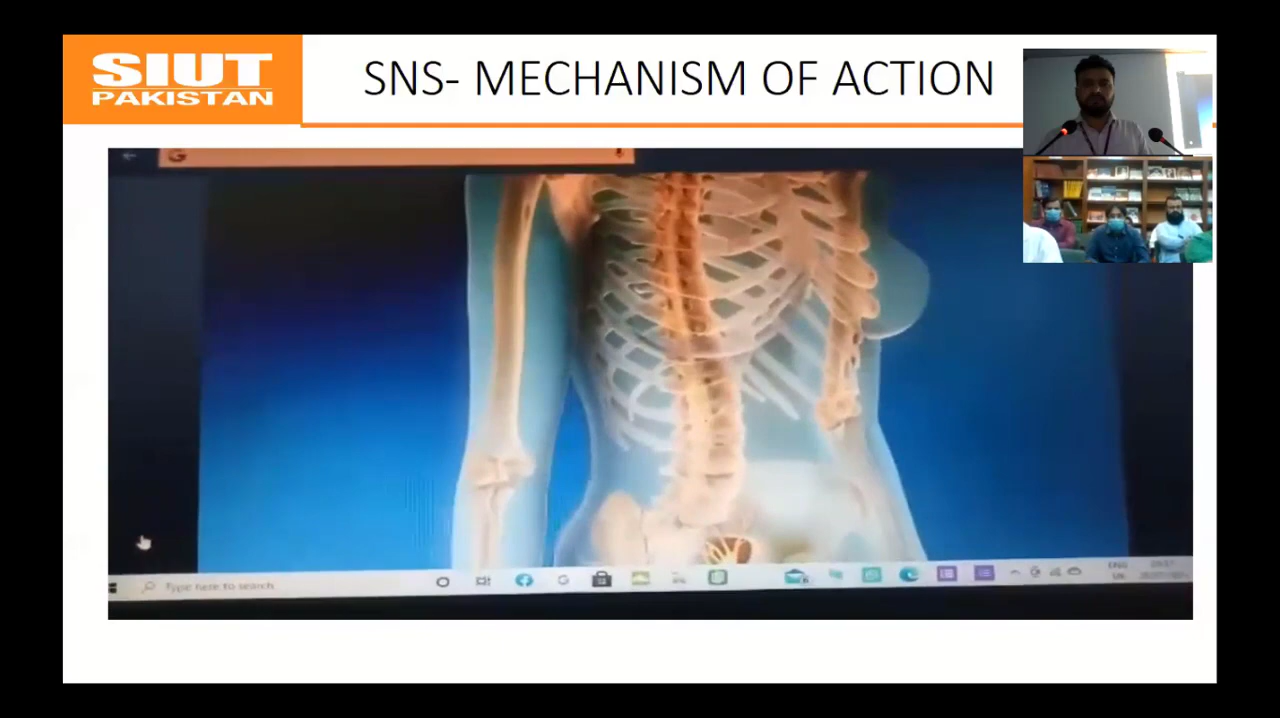 SIUT
PAKISTAN
SNS- MECHANISM OF ACTION
G
Type here to search
ENG